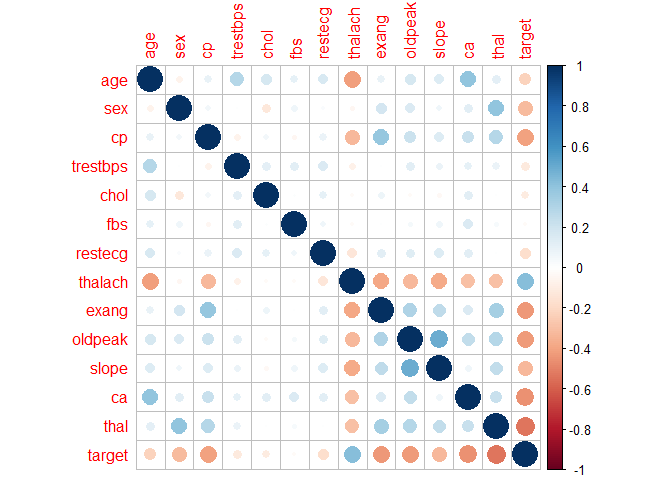 age sex cp trestbps chol fbs restecg thalach exang oldpeak slope ca thal target
age
sex
cp
trestbps
chol
fbs
restecg
thalach
exang
oldpeak
slope
ca
thal
target
1
0.8
0.6
0.4
0.2
0
-0.2
-0.4
-0.6
-0.8
-1